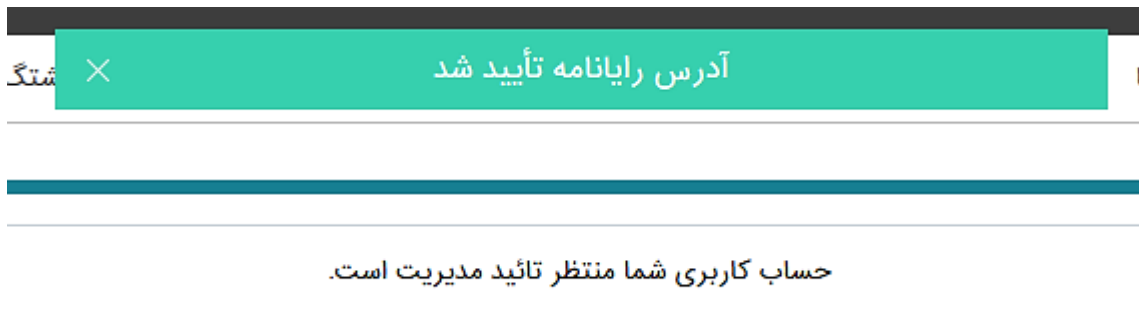 آدرس رایانامه تأیید شد
حساب کاربری شما منتظر تائید مدیریت است.